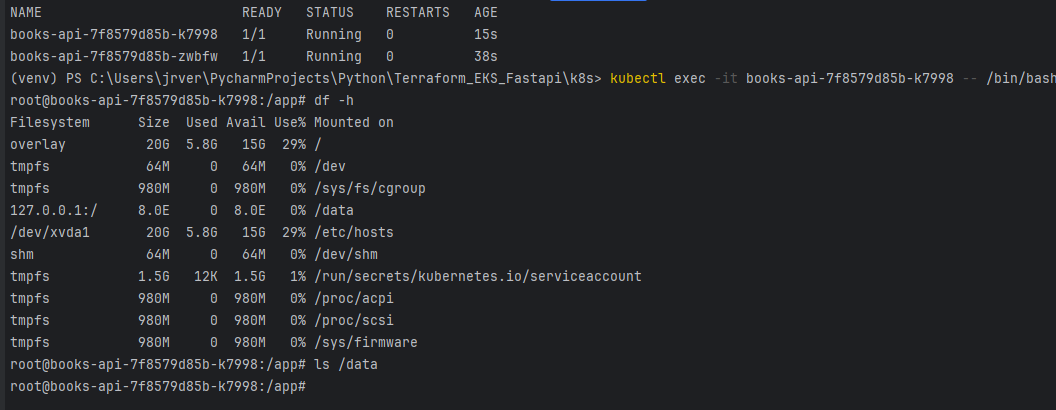 NAME                         READY   STATUS    RESTARTS   AGE
books-api-7f8579d85b-k7998   1/1     Running   0          15s
books-api-7f8579d85b-zwbfw   1/1     Running   0          38s
(venv) PS C:\Users\jrver\PycharmProjects\Python\Terraform_EKS_Fastapi\k8s> kubectl exec -it books-api-7f8579d85b-k7998 -- /bin/bash
root@books-api-7f8579d85b-k7998:/app# df -h
Filesystem      Size  Used Avail Use% Mounted on
overlay          20G  5.8G   15G  29% /
tmpfs            64M     0   64M   0% /dev
tmpfs           980M     0  980M   0% /sys/fs/cgroup
127.0.0.1:/     8.0E     0  8.0E   0% /data
/dev/xvda1       20G  5.8G   15G  29% /etc/hosts
shm              64M     0   64M   0% /dev/shm
tmpfs           1.5G   12K  1.5G   1% /run/secrets/kubernetes.io/serviceaccount
tmpfs           980M     0  980M   0% /proc/acpi
tmpfs           980M     0  980M   0% /proc/scsi
tmpfs           980M     0  980M   0% /sys/firmware
root@books-api-7f8579d85b-k7998:/app# ls /data
root@books-api-7f8579d85b-k7998:/app#